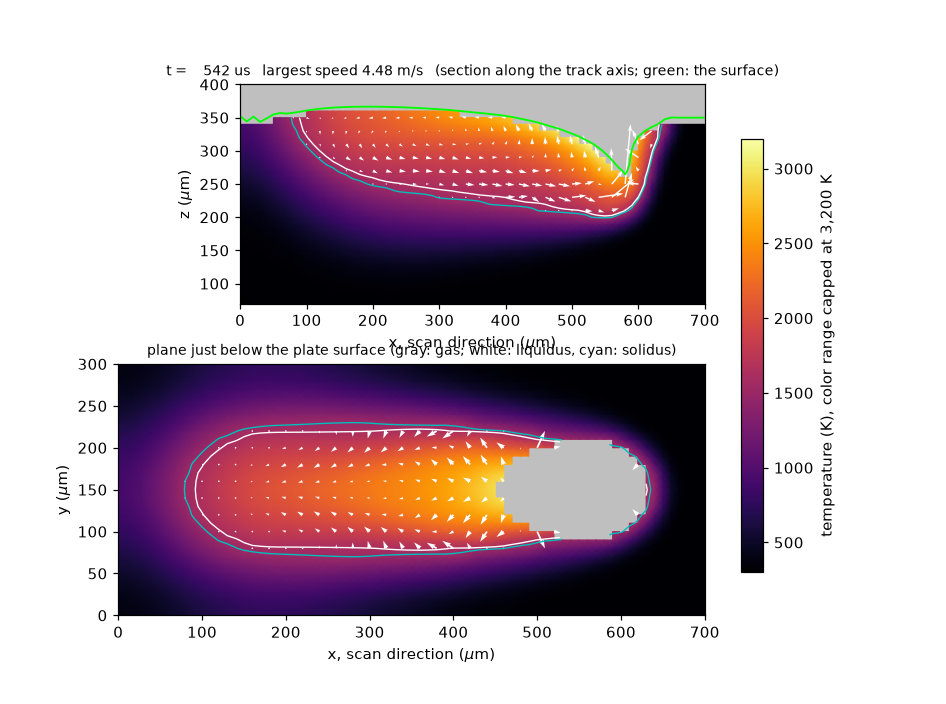 t =    542 us   largest speed 4.48 m/s   (section along the track axis; green: the surface)
400
350
300
250
200
150
100
z (μm)
0 100 200 300 400 500 600 700
x, scan direction (μm)
plane just below the plate surface (gray: gas; white: liquidus, cyan: solidus)
300
250
200
150
100
50
0
y (μm)
0 100 200 300 400 500 600 700
x, scan direction (μm)
3000
2500
2000
1500
1000
500
temperature (K), color range capped at 3,200 K